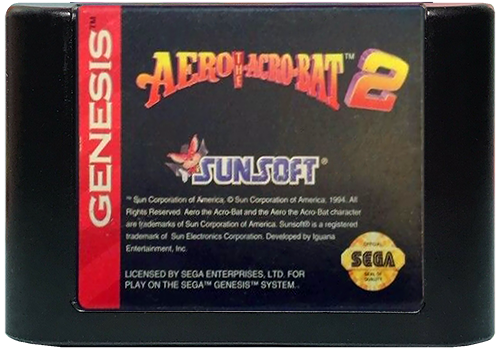 GENESIS
AERO THE ACRO-BAT™ 2
SUNSOFT®
™ Sun Corporation of America, © Sun Corporation of America. 1994. All
Rights Reserved. Aero the Acro-Bat and the Aero the Acro-Bat character
are trademarks of Sun Corporation of America. Sunsoft® is a registered
trademark of Sun Electronics Corporation. Developed by Iguana
Entertainment, Inc.
OFFICIAL
SEGA
SEAL OF
QUALITY
LICENSED BY SEGA ENTERPRISES, LTD. FOR
PLAY ON THE SEGA™ GENESIS™ SYSTEM.